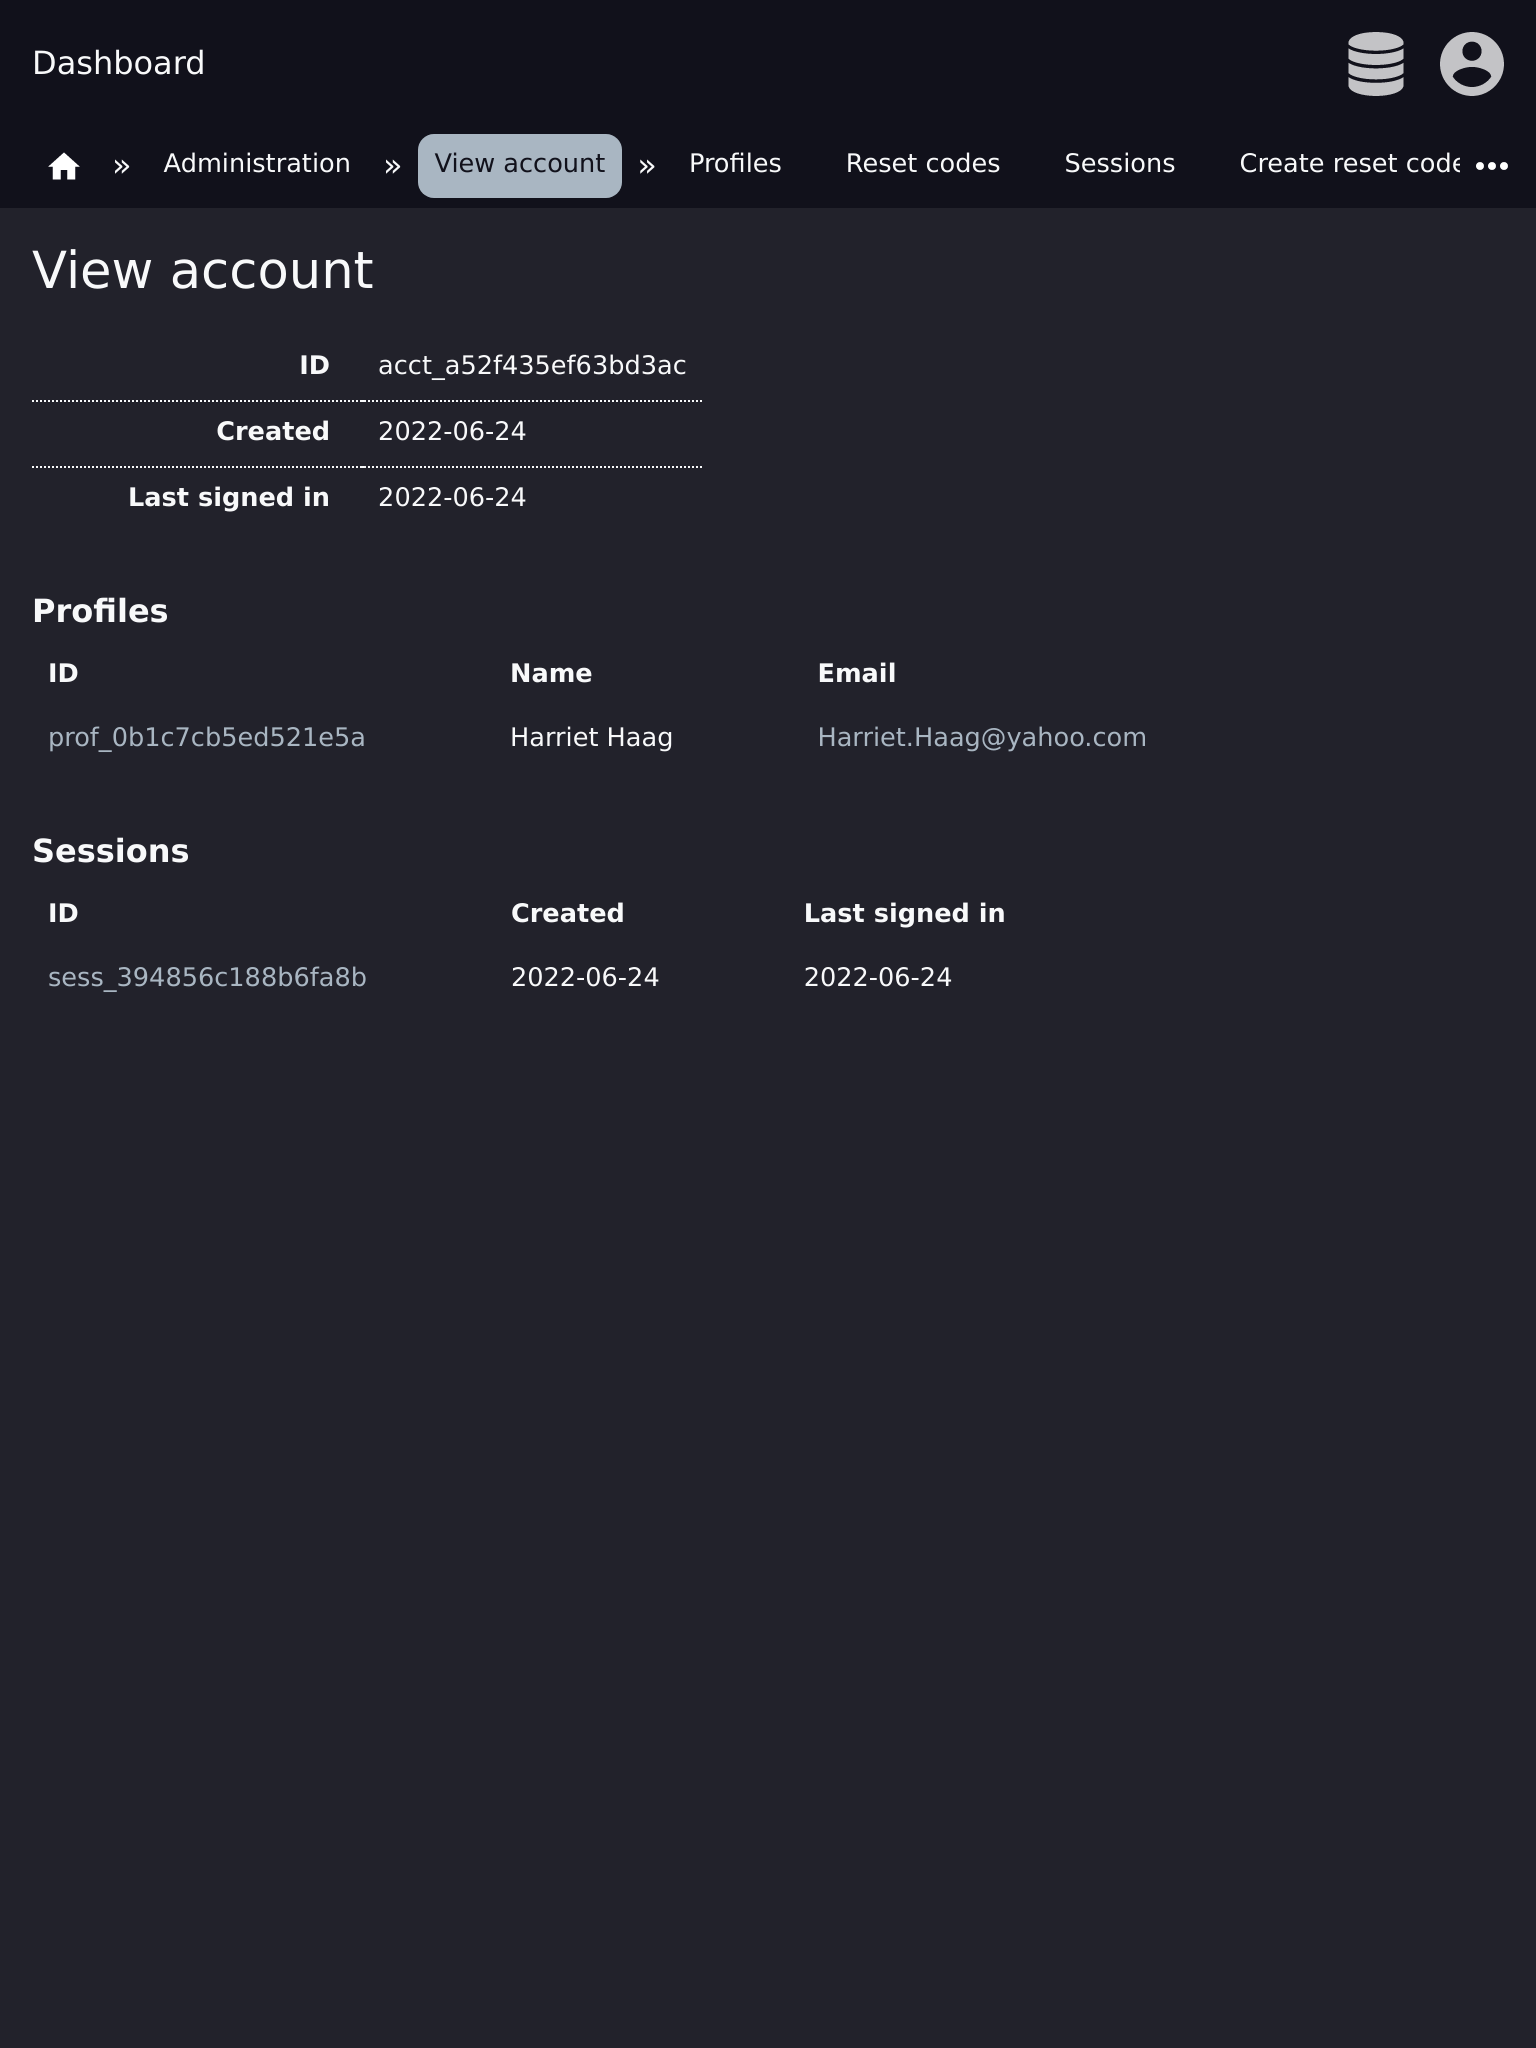 Dashboard
» Administration » View account » Profiles Reset codes Sessions Create reset code •••
View account
ID acct_a52f435ef63bd3ac
Created 2022-06-24
Last signed in 2022-06-24
Profiles
ID Name Email
prof_0b1c7cb5ed521e5a Harriet Haag Harriet.Haag@yahoo.com
Sessions
ID Created Last signed in
sess_394856c188b6fa8b 2022-06-24 2022-06-24